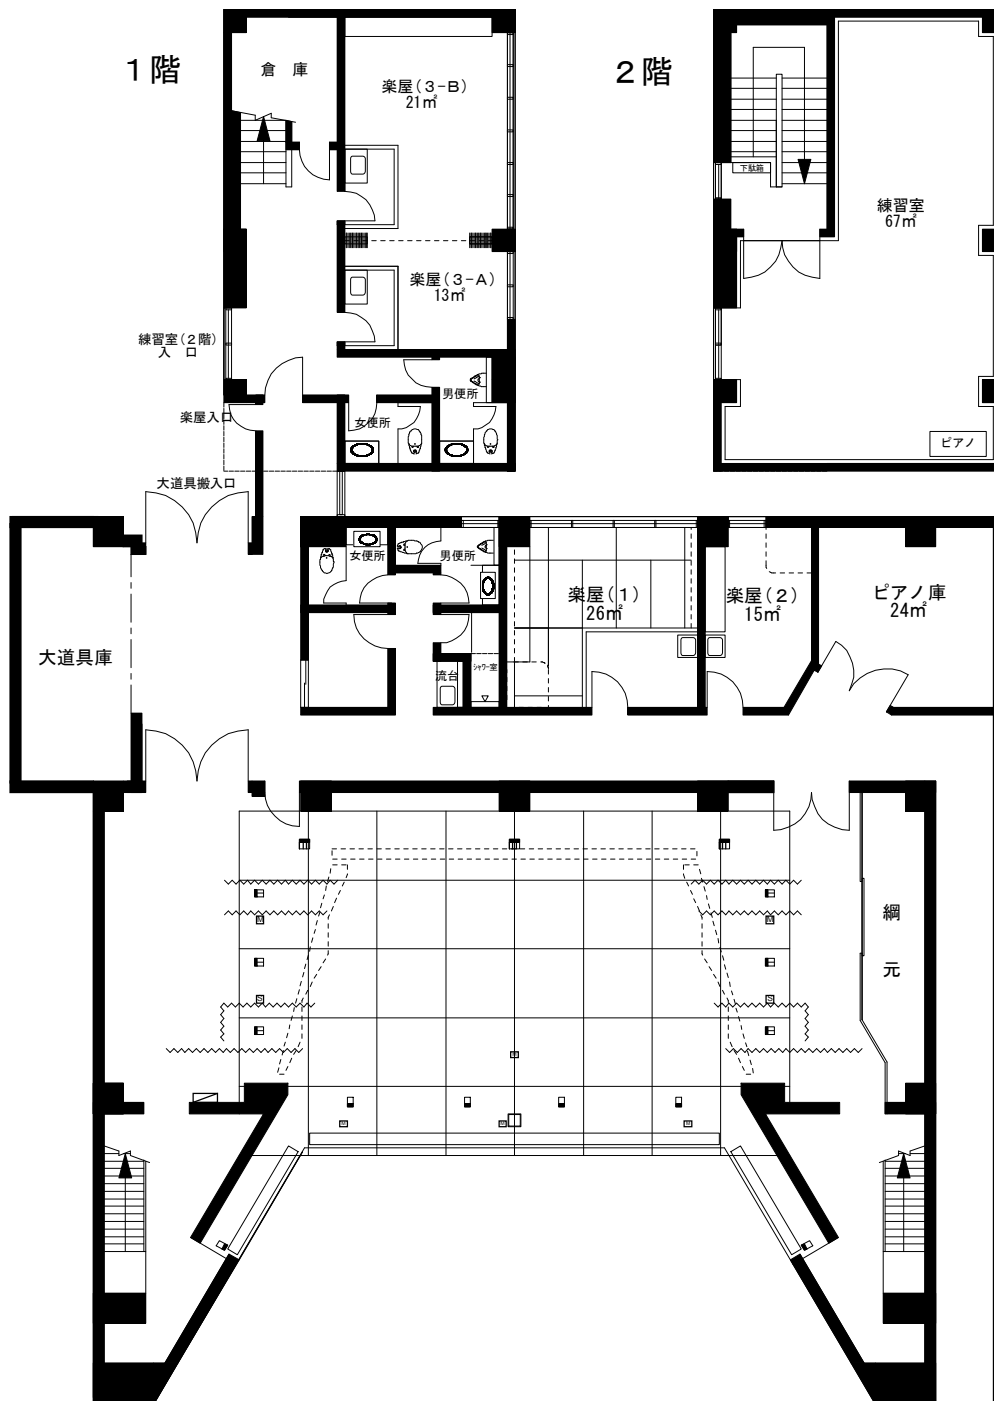 1階
倉 庫
楽屋(3-B)
21㎡
楽屋(3-A)
13㎡
練習室(2階)
入 口
男便所
女便所
楽屋入口
大道具搬入口
2階
下駄箱
練習室
67㎡
ピアノ
女便所
男便所
楽屋(1)
26㎡
楽屋(2)
15㎡
ピアノ庫
24㎡
大道具庫
シャワー室
流台
綱
元
M
M
S
S